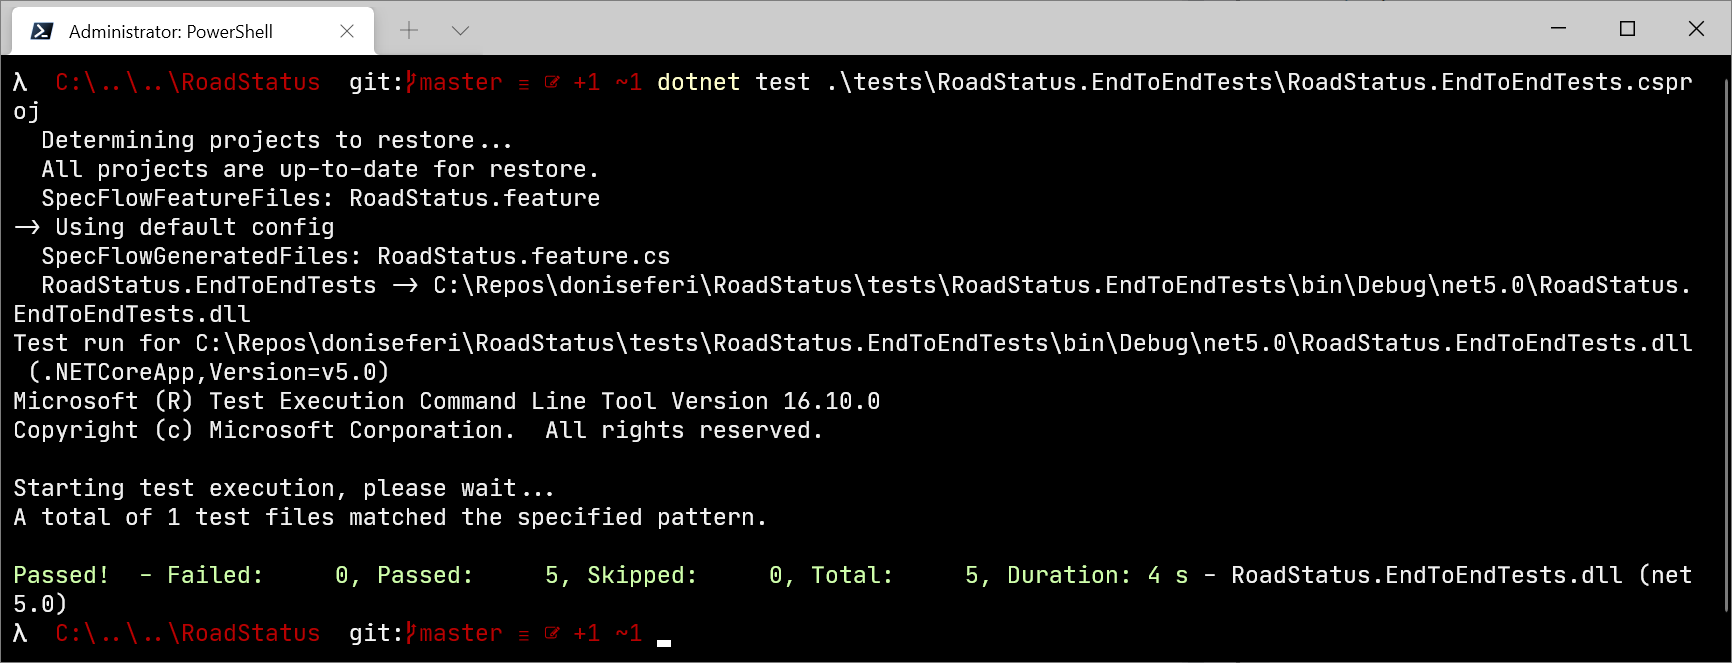 Administrator: PowerShell
λ C:\..\..\RoadStatus git:master ≡ +1 ~1 dotnet test .\tests\RoadStatus.EndToEndTests\RoadStatus.EndToEndTests.cspr
oj
Determining projects to restore...
All projects are up-to-date for restore.
SpecFlowFeatureFiles: RoadStatus.feature
-> Using default config
SpecFlowGeneratedFiles: RoadStatus.feature.cs
RoadStatus.EndToEndTests -> C:\Repos\doniseferi\RoadStatus\tests\RoadStatus.EndToEndTests\bin\Debug\net5.0\RoadStatus.
EndToEndTests.dll
Test run for C:\Repos\doniseferi\RoadStatus\tests\RoadStatus.EndToEndTests\bin\Debug\net5.0\RoadStatus.EndToEndTests.dll
(.NETCoreApp,Version=v5.0)
Microsoft (R) Test Execution Command Line Tool Version 16.10.0
Copyright (c) Microsoft Corporation.  All rights reserved.
Starting test execution, please wait...
A total of 1 test files matched the specified pattern.
Passed!  - Failed:     0, Passed:     5, Skipped:     0, Total:     5, Duration: 4 s - RoadStatus.EndToEndTests.dll (net
5.0)
λ C:\..\..\RoadStatus git:master ≡ +1 ~1